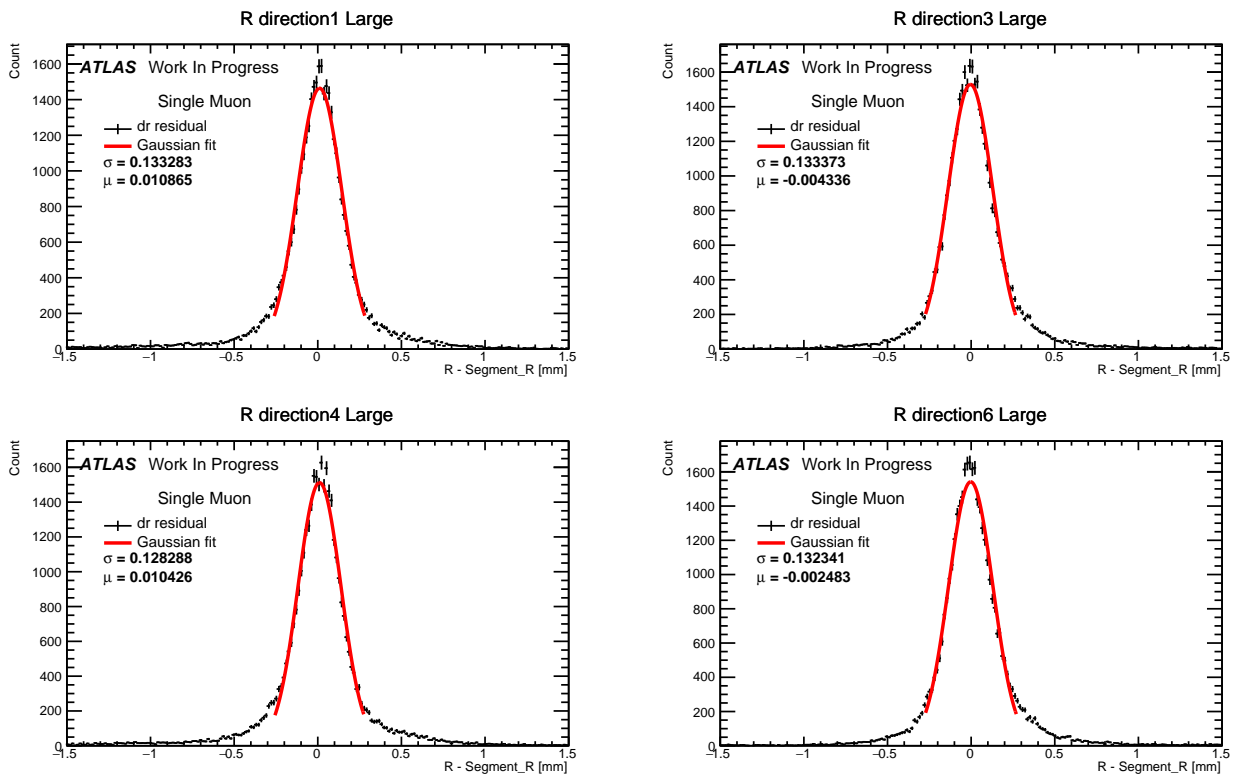 R direction1 Large
Count
1600
1400
1200
1000
800
600
400
200
0
ATLAS Work In Progress
Single Muon
dr residual
Gaussian fit
σ = 0.133283
μ = 0.010865
−1.5 −1 −0.5 0 0.5 1 1.5
R - Segment_R [mm]
R direction3 Large
Count
1600
1400
1200
1000
800
600
400
200
0
ATLAS Work In Progress
Single Muon
dr residual
Gaussian fit
σ = 0.133373
μ = -0.004336
−1.5 −1 −0.5 0 0.5 1 1.5
R - Segment_R [mm]
R direction4 Large
Count
1600
1400
1200
1000
800
600
400
200
0
ATLAS Work In Progress
Single Muon
dr residual
Gaussian fit
σ = 0.128288
μ = 0.010426
−1.5 −1 −0.5 0 0.5 1 1.5
R - Segment_R [mm]
R direction6 Large
Count
1600
1400
1200
1000
800
600
400
200
0
ATLAS Work In Progress
Single Muon
dr residual
Gaussian fit
σ = 0.132341
μ = -0.002483
−1.5 −1 −0.5 0 0.5 1 1.5
R - Segment_R [mm]